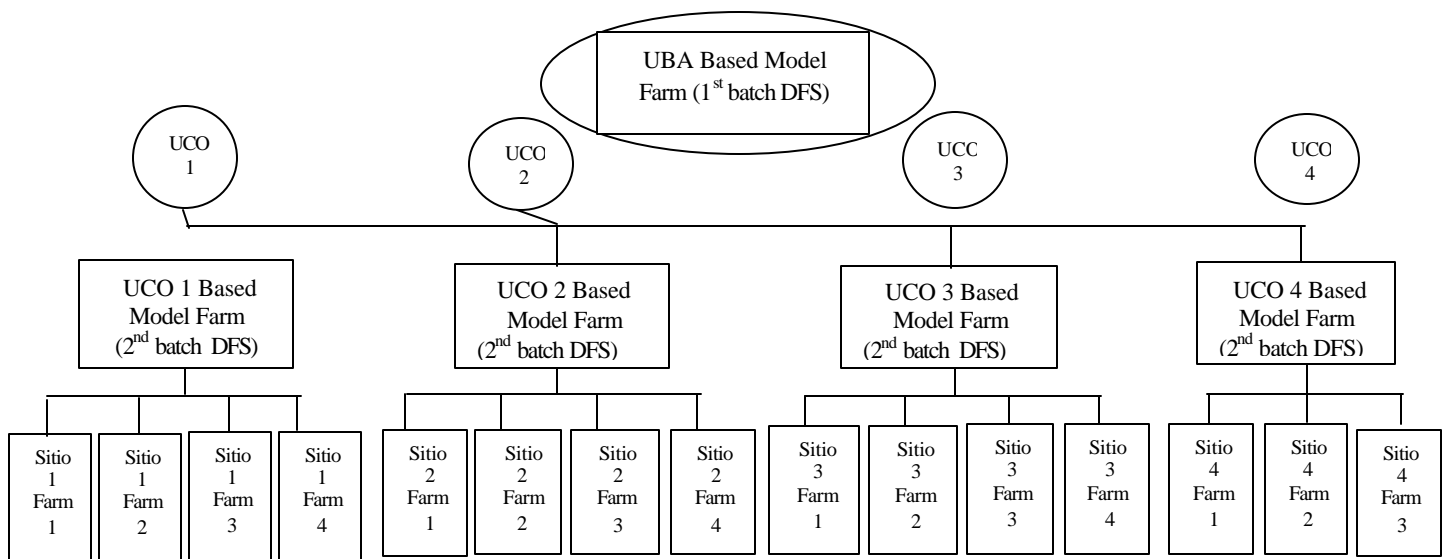 UBA Based Model
Farm (1st batch DFS)
UCO
1
UCO
2
UCO
3
UCO
4
UCO 1 Based
Model Farm
(2nd batch DFS)
UCO 2 Based
Model Farm
(2nd batch DFS)
UCO 3 Based
Model Farm
(2nd batch DFS)
UCO 4 Based
Model Farm
(2nd batch DFS)
Sitio
1
Farm
1
Sitio
1
Farm
2
Sitio
1
Farm
3
Sitio
1
Farm
4
Sitio
2
Farm
1
Sitio
2
Farm
2
Sitio
2
Farm
3
Sitio
2
Farm
4
Sitio
3
Farm
1
Sitio
3
Farm
2
Sitio
3
Farm
3
Sitio
3
Farm
4
Sitio
4
Farm
1
Sitio
4
Farm
2
Sitio
4
Farm
3